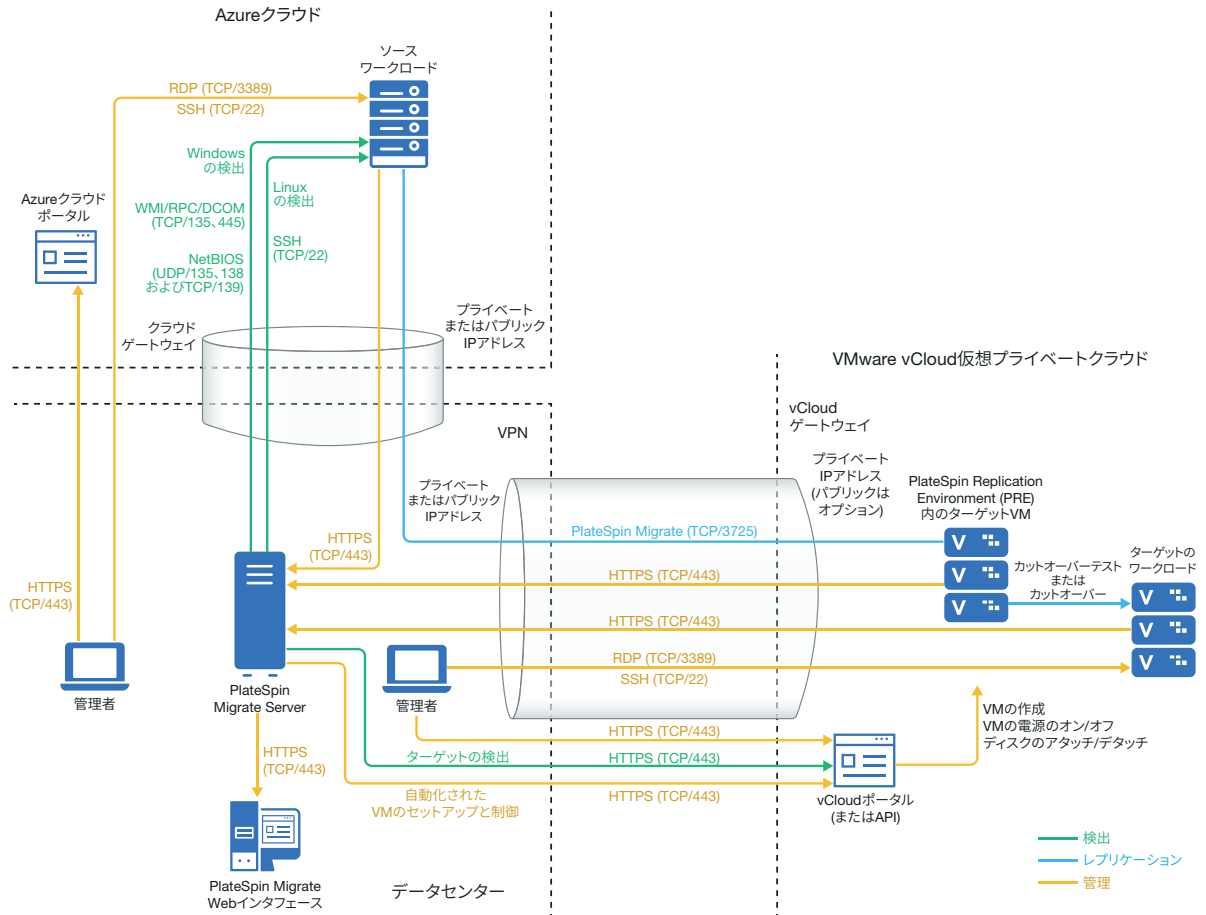 Azureクラウド
ソース
ワークロード
RDP (TCP/3389)
SSH (TCP/22)
Windows
の検出
Linux
の検出
Azureクラウド
ポータル
WMI/RPC/DCOM
(TCP/135、445)
SSH
(TCP/22)
NetBIOS
(UDP/135、138
およびTCP/139)
クラウド
ゲートウェイ
プライベート
またはパブリック
IPアドレス
VMware vCloud仮想プライベートクラウド
vCloud
ゲートウェイ
VPN
プライベート
またはパブリック
IPアドレス
プライベート
IPアドレス
(パブリックは
オプション)
PlateSpin Replication
Environment (PRE)
内のターゲットVM
PlateSpin Migrate (TCP/3725)
HTTPS
(TCP/443)
HTTPS (TCP/443)
カットオーバーテスト
または
カットオーバー
ターゲットの
ワークロード
V
V
V
V
V
V
HTTPS
(TCP/443)
HTTPS (TCP/443)
RDP (TCP/3389)
SSH (TCP/22)
管理者
PlateSpin
Migrate Server
管理者
HTTPS (TCP/443)
VMの作成
VMの電源のオン/オフ
ディスクのアタッチ/デタッチ
HTTPS
(TCP/443)
ターゲットの検出
HTTPS (TCP/443)
自動化された
VMのセットアップと制御
HTTPS (TCP/443)
vCloudポータル
(またはAPI)
PlateSpin Migrate
Webインタフェース
データセンター
検出
レプリケーション
管理